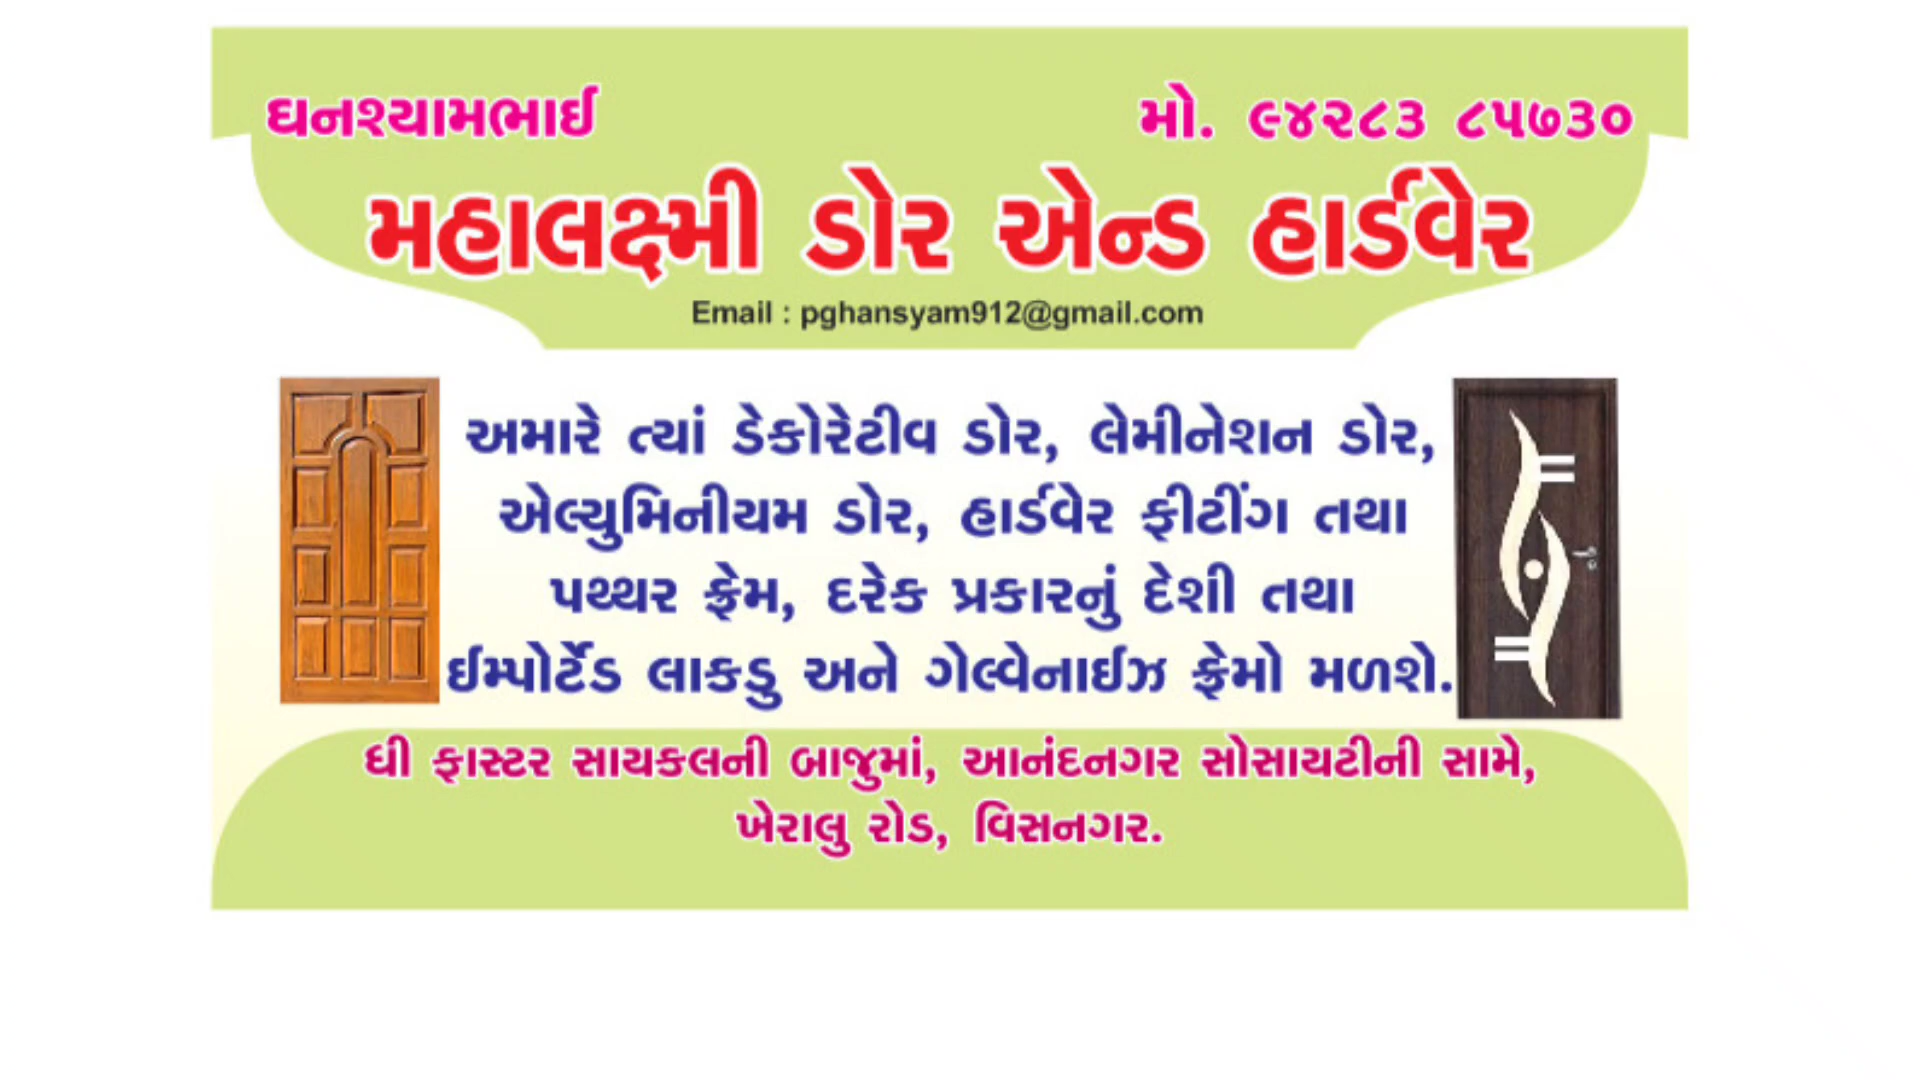 ઘનશ્યામભાઈ
મો. ૯૪૨૮૩ ૮૫૭૩૦
મહાલક્ષ્મી ડોર એન્ડ હાર્ડવેર
Email : pghansyam912@gmail.com
અમારે ત્યાં ડેકોરેટીવ ડોર, લેમીનેશન ડોર,
એલ્યુમિનીયમ ડોર, હાર્ડવેર ફીટીંગ તથા
પથ્થર ફ્રેમ, દરેક પ્રકારનું દેશી તથા
ઈમ્પોર્ટેડ લાકડુ અને ગેલ્વેનાઈઝ ફ્રેમો મળશે.
ધી ફાસ્ટર સાયકલની બાજુમાં, આનંદનગર સોસાયટીની સામે,
ખેરાલુ રોડ, વિસનગર.